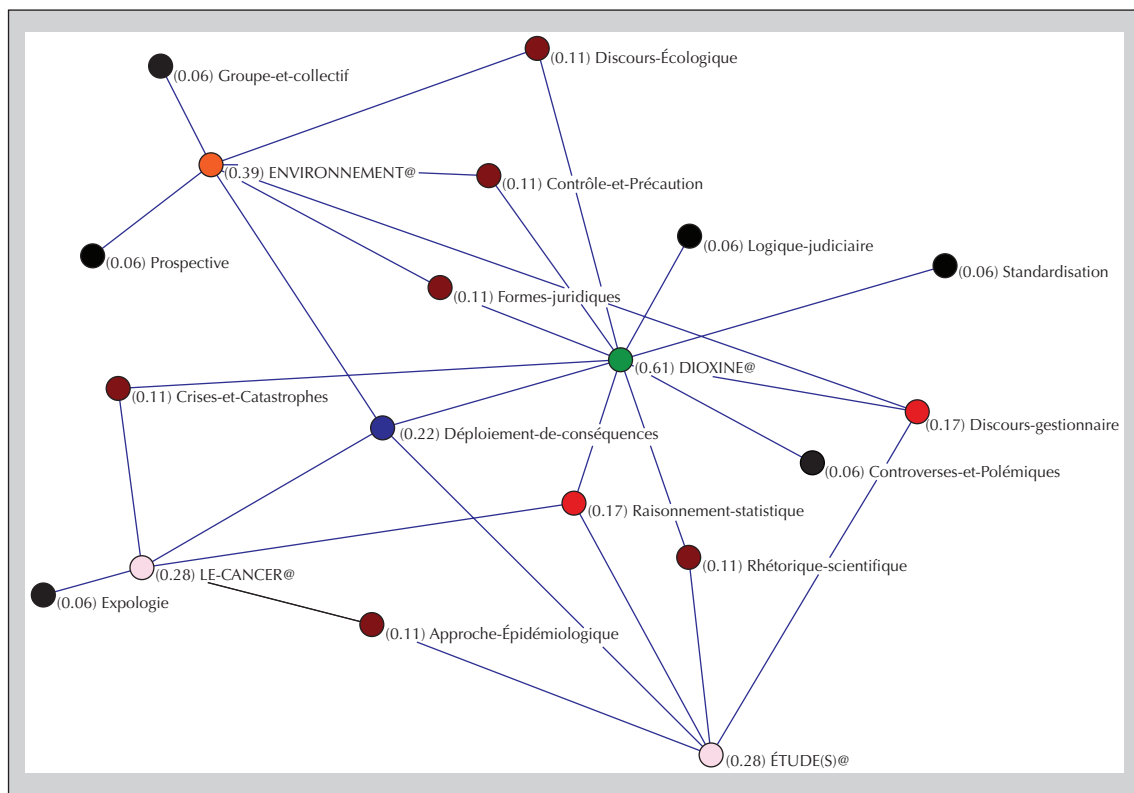 (0.11) Discours-Écologique
(0.06) Groupe-et-collectif
(0.39) ENVIRONNEMENT@
(0.11) Contrôle-et-Précaution
(0.06) Logique-judiciaire
(0.06) Prospective
(0.06) Standardisation
(0.11) Formes-juridiques
(0.61) DIOXINE@
(0.11) Crises-et-Catastrophes
(0.17) Discours-gestionnaire
(0.22) Déploiement-de-conséquences
(0.06) Controverses-et-Polémiques
(0.17) Raisonnement-statistique
(0.11) Rhétorique-scientifique
(0.28) LE-CANCER@
(0.06) Expologie
(0.11) Approche-Épidémiologique
(0.28) ÉTUDE(S)@